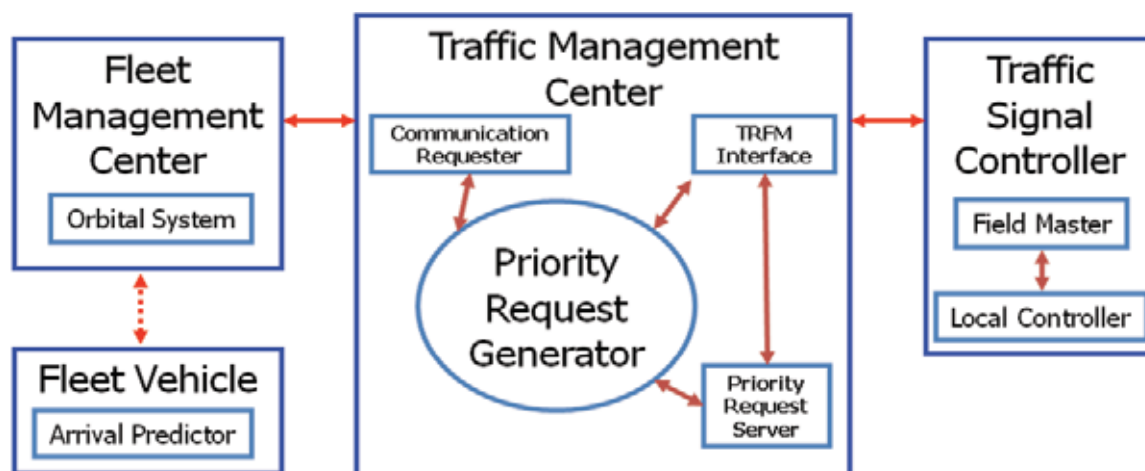 Fleet
Management
Center
Orbital System
Fleet Vehicle
Arrival Predictor
Traffic Management
Center
Communication
Requester
TRFM
Interface
Priority
Request
Generator
Priority
Request
Server
Traffic
Signal
Controller
Field Master
Local Controller